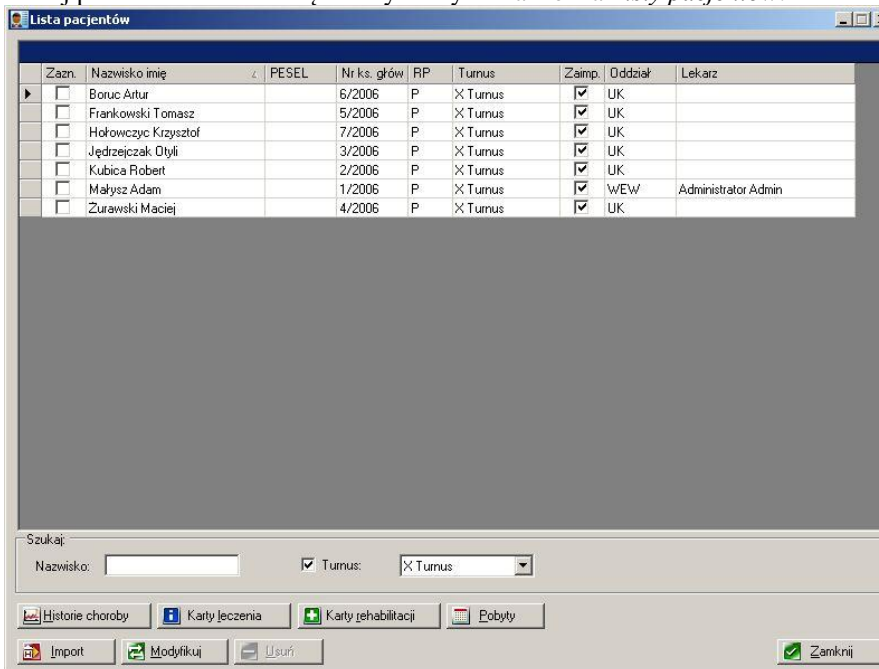 Lista pacjentów
Zazn. Nazwisko imię PESEL Nr ks. główn RP Turnus Zaimp. Oddział Lekarz
Boruc Artur 6/2006 P X Turnus UK
Frankowski Tomasz 5/2006 P X Turnus UK
Hołowczyc Krzysztof 7/2006 P X Turnus UK
Jędrzejczak Otyli 3/2006 P X Turnus UK
Kubica Robert 2/2006 P X Turnus UK
Małysz Adam 1/2006 P X Turnus WEW Administrator Admin
Żurawski Maciej 4/2006 P X Turnus UK
Szukaj:
Nazwisko: Turnus: X Turnus
Historie choroby Karty leczenia Karty rehabilitacji Pobyty
Import Modyfikuj Usuń Zamknij